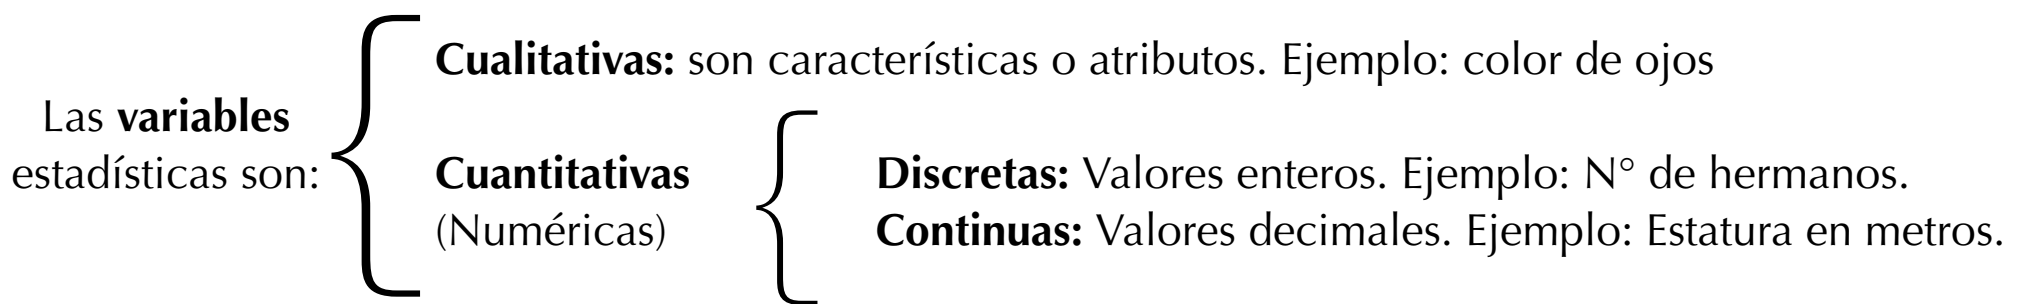 Las variables
estadísticas son:
Cualitativas: son características o atributos. Ejemplo: color de ojos
Cuantitativas
(Numéricas)
Discretas: Valores enteros. Ejemplo: N° de hermanos.
Continuas: Valores decimales. Ejemplo: Estatura en metros.